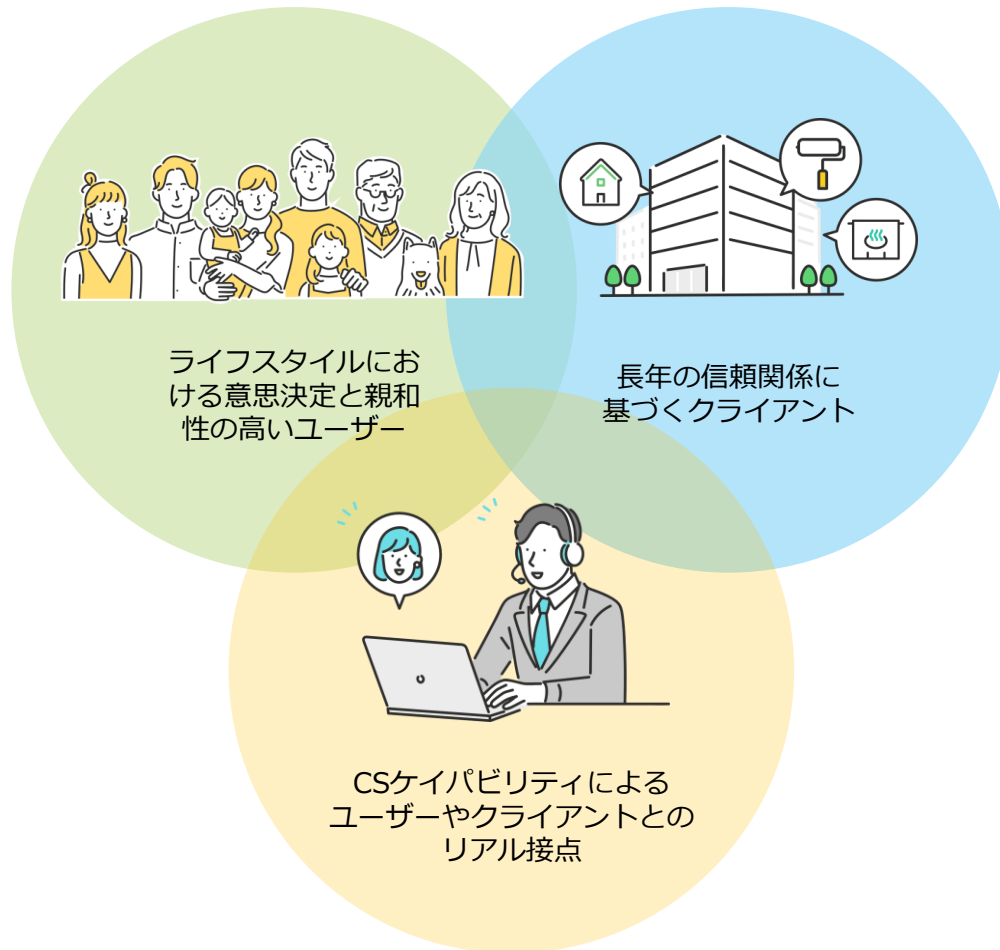 ライフスタイルにお
ける意思決定と親和
性の高いユーザー
長年の信頼関係に
基づくクライアント
CSケイパビリティによる
ユーザーやクライアントとの
リアル接点